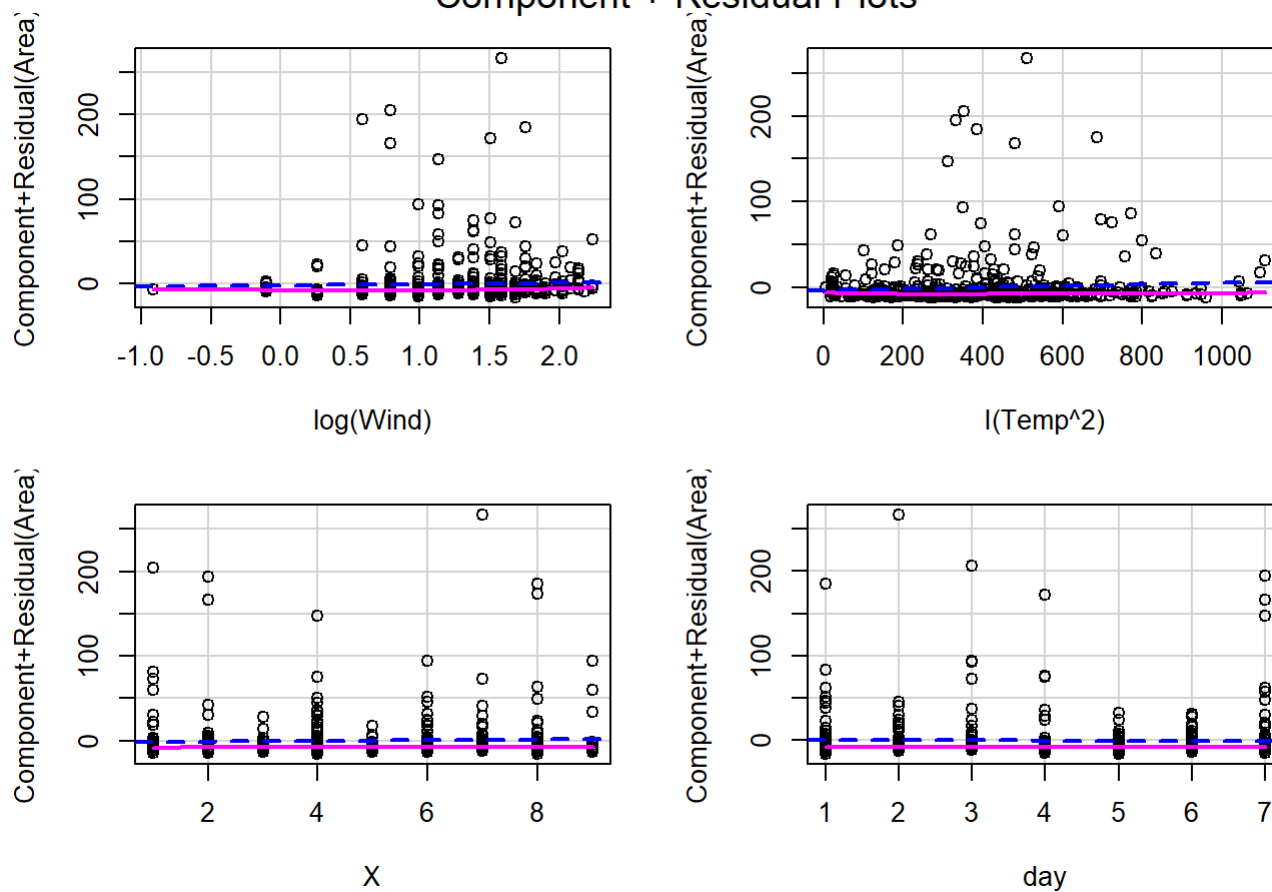 Component + Residual Plots
Component+Residual(Area)
0 100 200
-1.0 -0.5 0.0 0.5 1.0 1.5 2.0
log(Wind)
Component+Residual(Area)
0 100 200
0 200 400 600 800 1000
I(Temp^2)
Component+Residual(Area)
0 100 200
2 4 6 8
X
Component+Residual(Area)
0 100 200
1 2 3 4 5 6 7
day